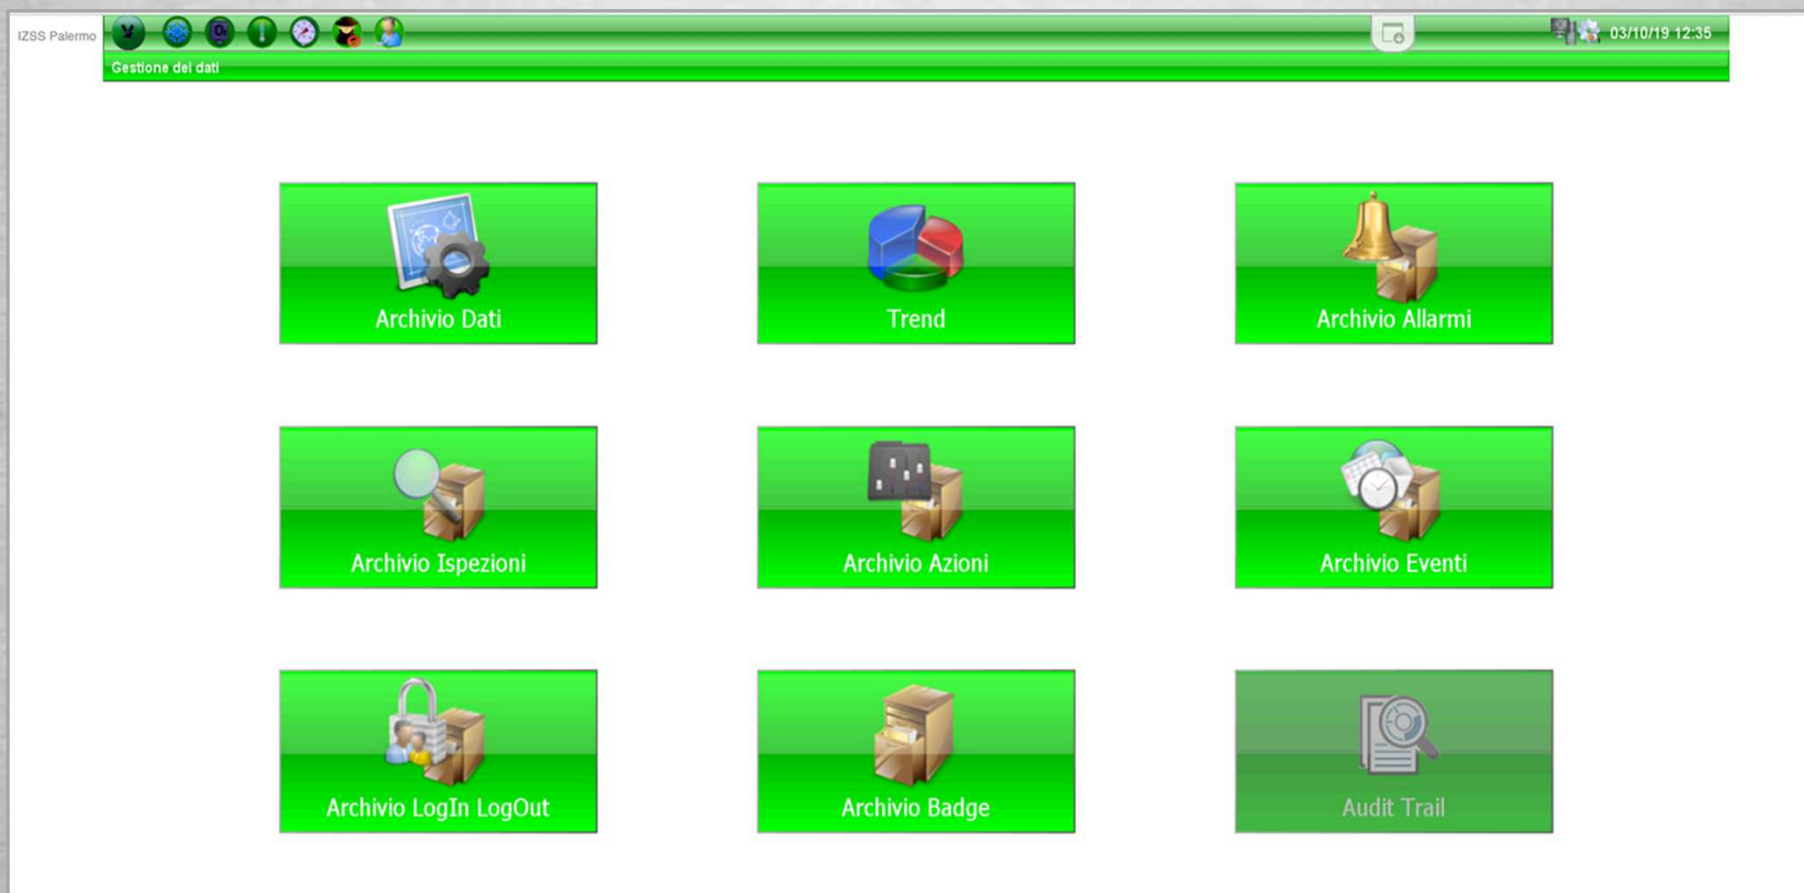 IZSS Palermo
03/10/19 12:35
Gestione dei dati
Archivio Dati
Trend
Archivio Allarmi
Archivio Ispezioni
Archivio Azioni
Archivio Eventi
Archivio LogIn LogOut
Archivio Badge
Audit Trail